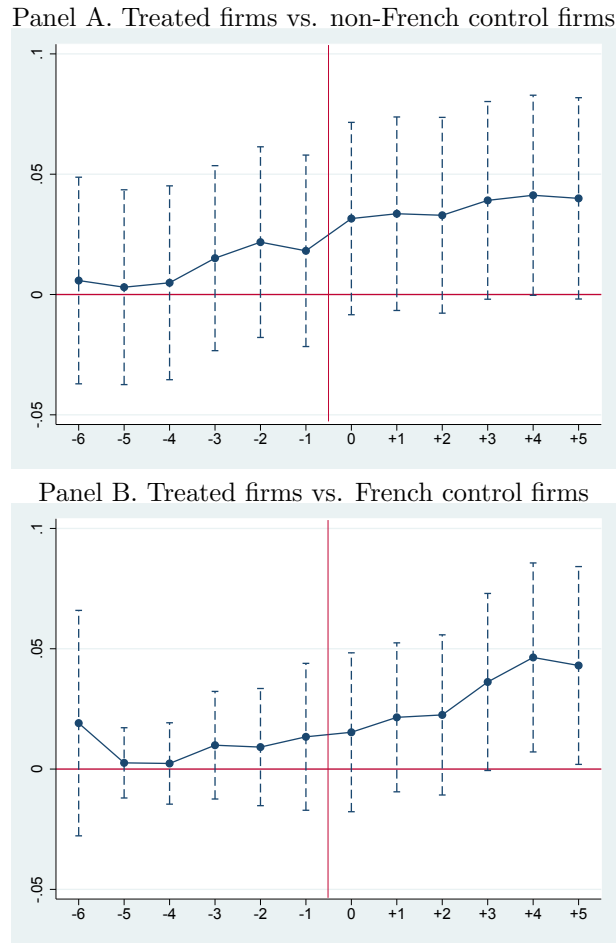 Panel A. Treated firms vs. non-French control firms
.1
.05
0
-.05
-6 -5 -4 -3 -2 -1 0 +1 +2 +3 +4 +5
Panel B. Treated firms vs. French control firms
.1
.05
0
-.05
-6 -5 -4 -3 -2 -1 0 +1 +2 +3 +4 +5